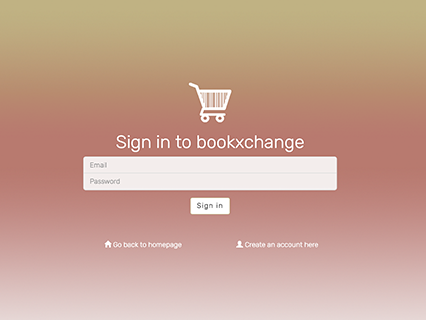 Sign in to bookxchange
Email
Password
Sign in
Go back to homepage
Create an account here